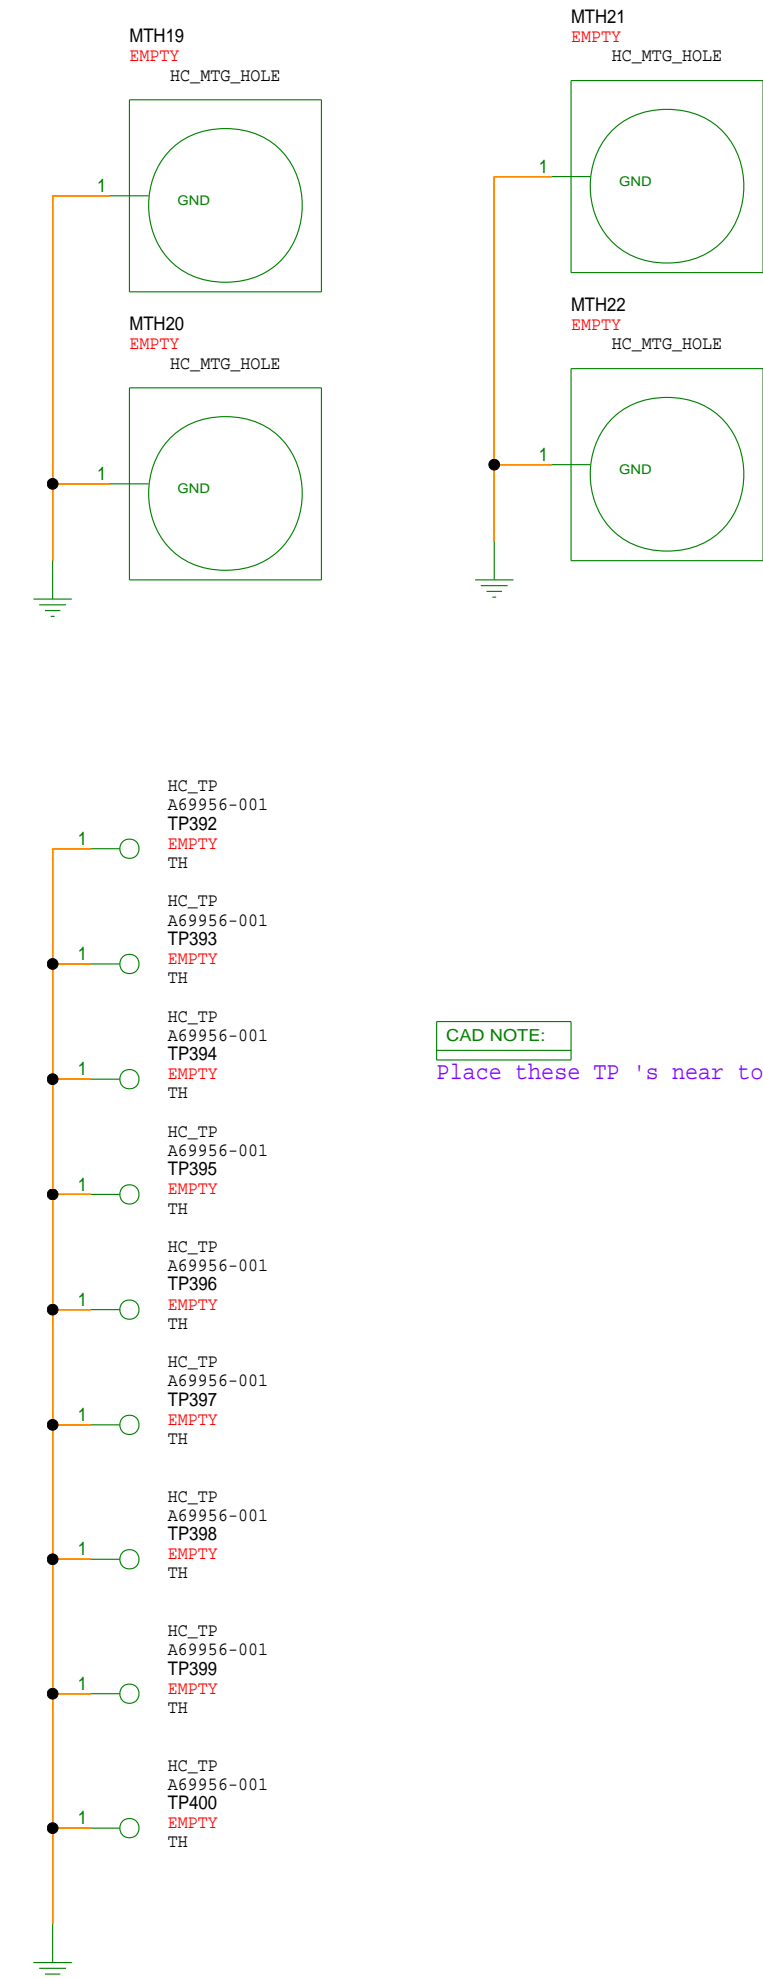 MTH19
EMPTY
HC_MTG_HOLE
1
GND
MTH20
EMPTY
HC_MTG_HOLE
1
GND
MTH21
EMPTY
HC_MTG_HOLE
1
GND
MTH22
EMPTY
HC_MTG_HOLE
1
GND
HC_TP
A69956-001
TP392
1
EMPTY
TH
HC_TP
A69956-001
TP393
1
EMPTY
TH
HC_TP
A69956-001
TP394
1
EMPTY
TH
HC_TP
A69956-001
TP395
1
EMPTY
TH
HC_TP
A69956-001
TP396
1
EMPTY
TH
HC_TP
A69956-001
TP397
1
EMPTY
TH
HC_TP
A69956-001
TP398
1
EMPTY
TH
HC_TP
A69956-001
TP399
1
EMPTY
TH
HC_TP
A69956-001
TP400
1
EMPTY
TH
CAD NOTE:
Place these TP 's near to